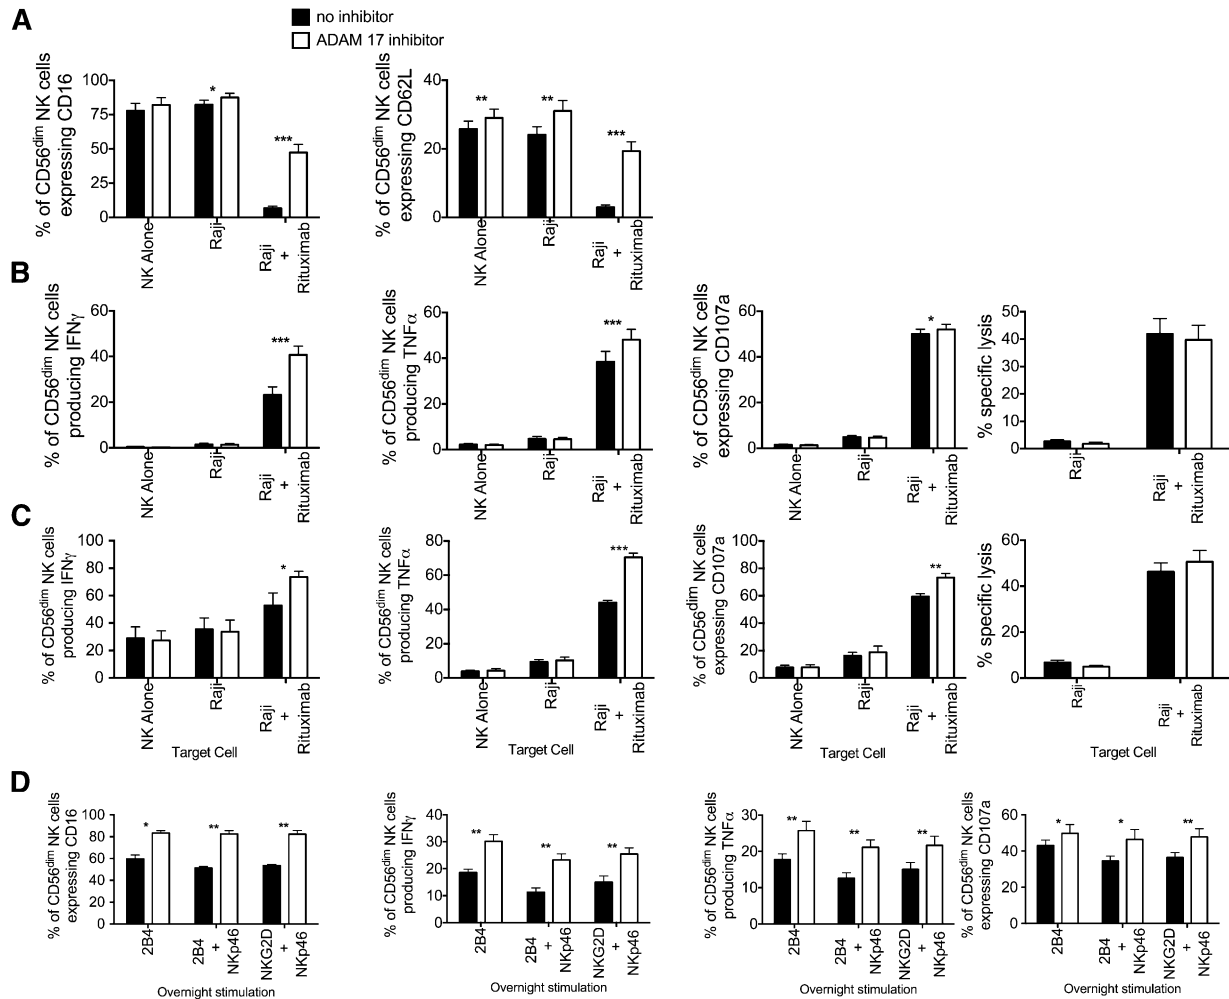 A
no inhibitor
ADAM 17 inhibitor
% of CD56dim NK cells
expressing CD16
100
75
50
25
0
*
***
NK Alone
Raji
Raji
+
Rituximab
% of CD56dim NK cells
expressing CD62L
40
20
0
**
**
***
NK Alone
Raji
Raji
+
Rituximab
B
% of CD56dim NK cells
producing IFNγ
60
40
20
0
***
NK Alone
Raji
Raji
+
Rituximab
% of CD56dim NK cells
producing TNFα
60
40
20
0
***
NK Alone
Raji
Raji
+
Rituximab
% of CD56dim NK cells
expressing CD107a
60
40
20
0
*
NK Alone
Raji
Raji
+
Rituximab
% specific lysis
50
40
30
20
10
0
Raji
Raji
+
Rituximab
C
% of CD56dim NK cells
producing IFNγ
100
80
60
40
20
0
*
NK Alone
Raji
Raji
+
Rituximab
Target Cell
% of CD56dim NK cells
producing TNFα
80
60
40
20
0
***
NK Alone
Raji
Raji
+
Rituximab
Target Cell
% of CD56dim NK cells
expressing CD107a
100
80
60
40
20
0
**
NK Alone
Raji
Raji
+
Rituximab
Target Cell
% specific lysis
60
40
20
0
Raji
Raji
+
Rituximab
Target Cell
D
% of CD56dim NK cells
expressing CD16
100
80
60
40
20
0
*
**
**
2B4
2B4
+
NKp46
NKG2D
+
NKp46
Overnight stimulation
% of CD56dim NK cells
producing IFNγ
40
30
20
10
0
**
**
**
2B4
2B4
+
NKp46
NKG2D
+
NKp46
Overnight stimulation
% of CD56dim NK cells
producing TNFα
30
20
10
0
**
**
**
2B4
2B4
+
NKp46
NKG2D
+
NKp46
Overnight stimulation
% of CD56dim NK cells
expressing CD107a
60
40
20
0
*
*
**
2B4
2B4
+
NKp46
NKG2D
+
NKp46
Overnight stimulation